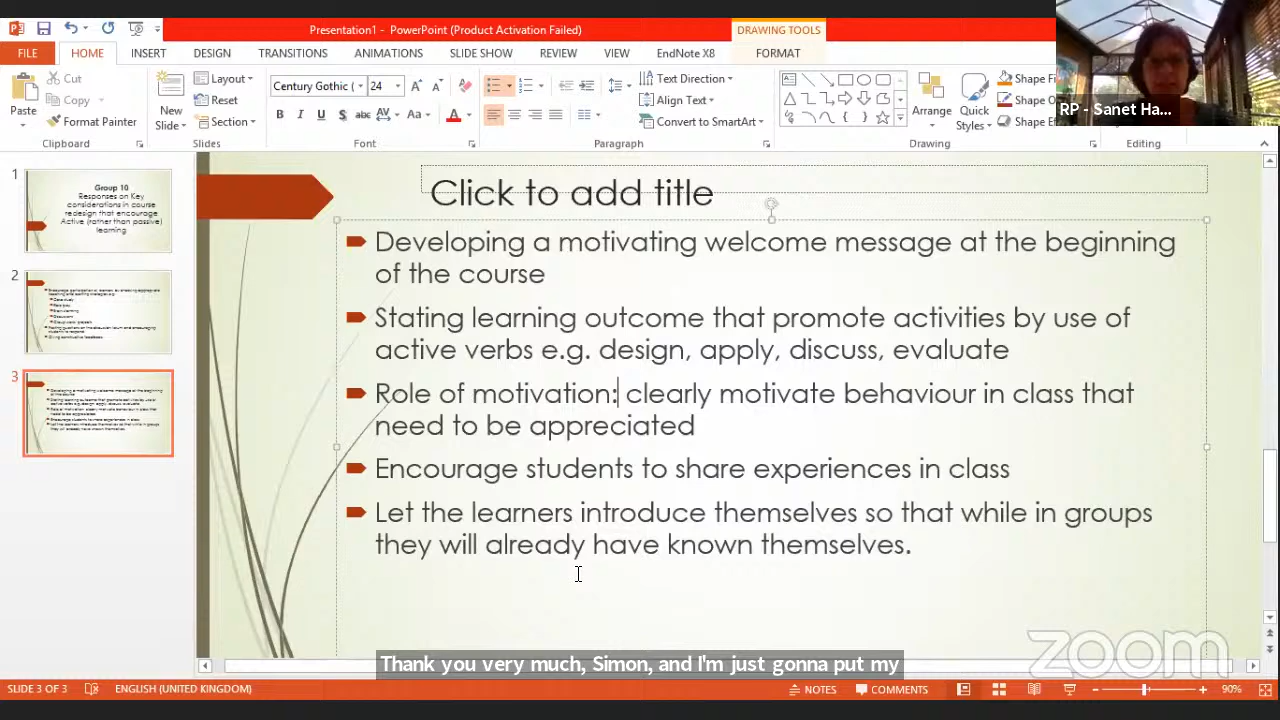 Presentation1 - PowerPoint (Product Activation Failed)
DRAWING TOOLS
FILE
HOME
INSERT
DESIGN
TRANSITIONS
ANIMATIONS
SLIDE SHOW
REVIEW
VIEW
EndNote X8
FORMAT
Paste
Cut
Copy
Format Painter
Clipboard
New
Slide
Layout
Reset
Section
Slides
Century Gothic (
24
Font
Text Direction
Align Text
Convert to SmartArt
Paragraph
Arrange
Quick
Styles
Shape
Shape
Shape
Drawing
Editing
RP - Sanet Ha...
1
Group 10
Responses on Key
considerations in course
redesign that encourage
Active (rather than passive)
learning
2
3
Click to add title
Developing a motivating welcome message at the beginning
of the course
Stating learning outcome that promote activities by use of
active verbs e.g. design, apply, discuss, evaluate
Role of motivation: clearly motivate behaviour in class that
need to be appreciated
Encourage students to share experiences in class
Let the learners introduce themselves so that while in groups
they will already have known themselves.
zoom
Thank you very much, Simon, and I'm just gonna put my
SLIDE 3 OF 3
ENGLISH (UNITED KINGDOM)
NOTES
COMMENTS
90%